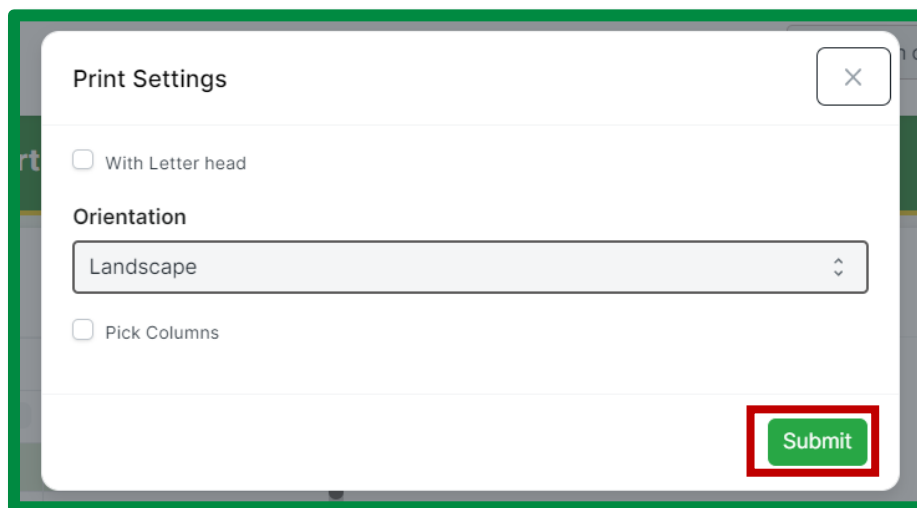 Print Settings
With Letter head
Orientation
Landscape
Pick Columns
Submit